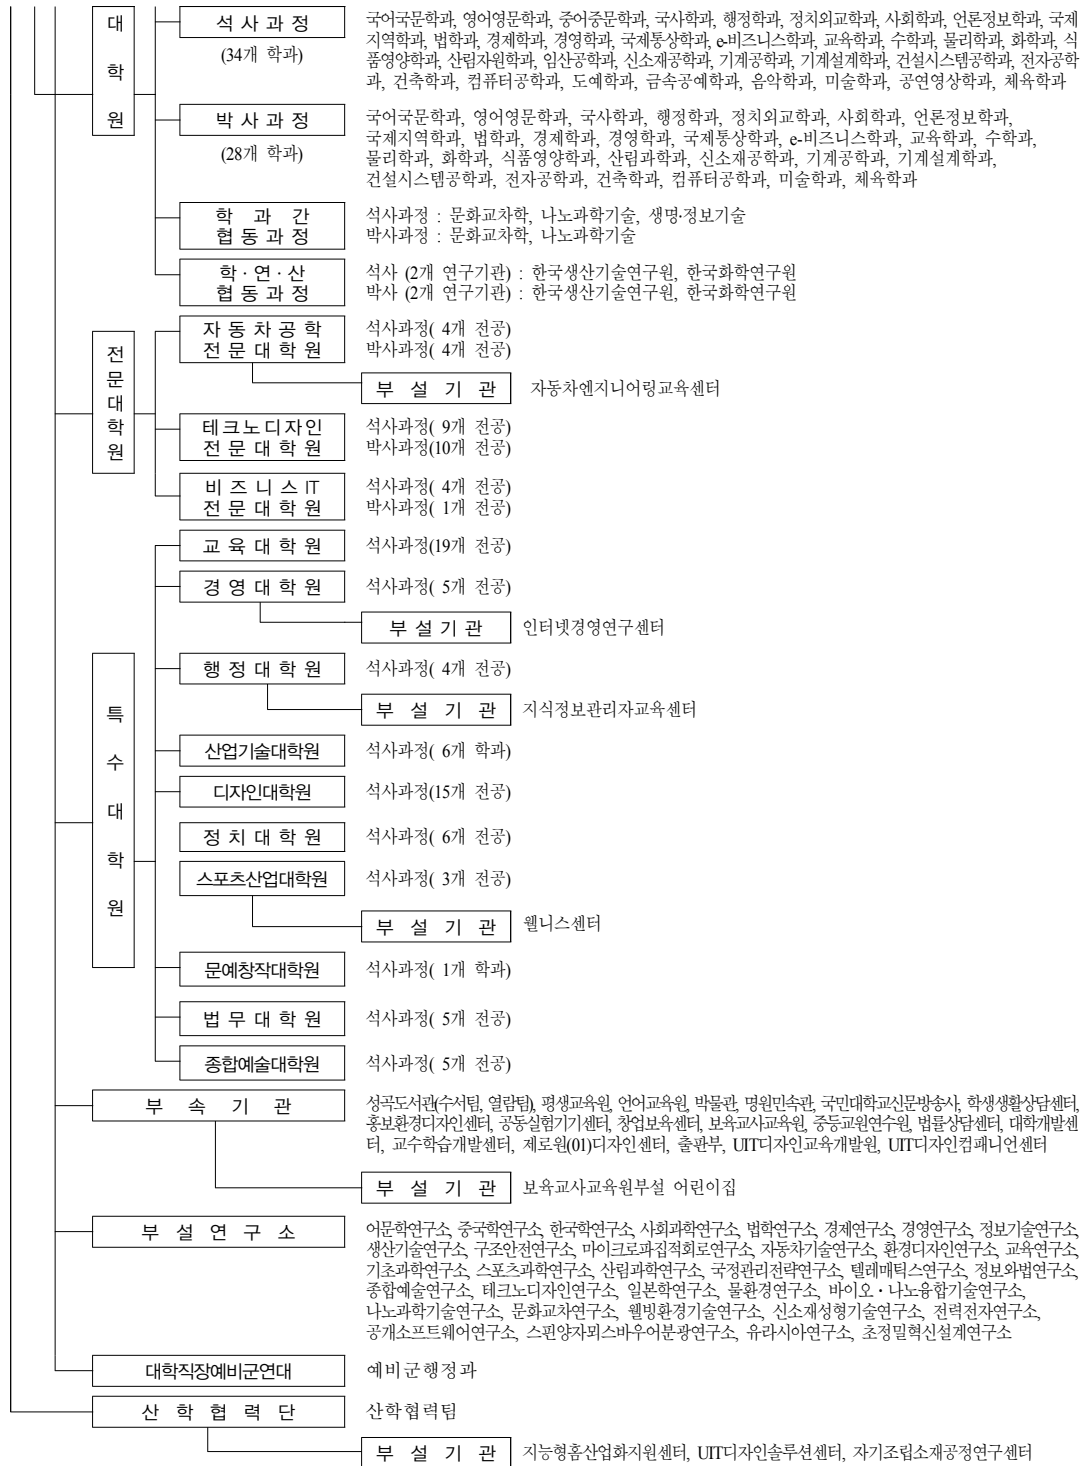 대학원
석사과정
(34개 학과)
국어국문학과, 영어영문학과, 중어중문학과, 국사학과, 행정학과, 정치외교학과, 사회학과, 언론정보학과, 국제
지역학과, 법학과, 경제학과, 경영학과, 국제통상학과, e-비즈니스학과, 교육학과, 수학과, 물리학과, 화학과, 식
품영양학과, 산림자원학과, 임산공학과, 신소재공학과, 기계공학과, 기계설계학과, 건설시스템공학과, 전자공학
과, 건축학과, 컴퓨터공학과, 도예학과, 금속공예학과, 음악학과, 미술학과, 공연영상학과, 체육학과
박사과정
(28개 학과)
국어국문학과, 영어영문학과, 국사학과, 행정학과, 정치외교학과, 사회학과, 언론정보학과,
국제지역학과, 법학과, 경제학과, 경영학과, 국제통상학과, e-비즈니스학과, 교육학과, 수학과,
물리학과, 화학과, 식품영양학과, 산림과학과, 신소재공학과, 기계공학과, 기계설계학과,
건설시스템공학과, 전자공학과, 건축학과, 컴퓨터공학과, 미술학과, 체육학과
학과간
협동과정
석사과정 : 문화교차학, 나노과학기술, 생명·정보기술
박사과정 : 문화교차학, 나노과학기술
학·연·산
협동과정
석사 (2개 연구기관) : 한국생산기술연구원, 한국화학연구원
박사 (2개 연구기관) : 한국생산기술연구원, 한국화학연구원
전문대학원
자동차공학
전문대학원
석사과정( 4개 전공)
박사과정( 4개 전공)
부설기관
자동차엔지니어링교육센터
테크노디자인
전문대학원
석사과정( 9개 전공)
박사과정(10개 전공)
비즈니스IT
전문대학원
석사과정( 4개 전공)
박사과정( 1개 전공)
특수대학원
교육대학원
석사과정(19개 전공)
경영대학원
석사과정( 5개 전공)
부설기관
인터넷경영연구센터
행정대학원
석사과정( 4개 전공)
부설기관
지식정보관리자교육센터
산업기술대학원
석사과정( 6개 학과)
디자인대학원
석사과정(15개 전공)
정치대학원
석사과정( 6개 전공)
스포츠산업대학원
석사과정( 3개 전공)
부설기관
웰니스센터
문예창작대학원
석사과정( 1개 학과)
법무대학원
석사과정( 5개 전공)
종합예술대학원
석사과정( 5개 전공)
부속기관
성곡도서관(수서팀, 열람팀), 평생교육원, 언어교육원, 박물관, 명원민속관, 국민대학교신문방송사, 학생생활상담센터,
홍보환경디자인센터, 공동실험기기센터, 창업보육센터, 보육교사교육원, 중등교원연수원, 법률상담센터, 대학개발센
터, 교수학습개발센터, 제로원(01)디자인센터, 출판부, UIT디자인교육개발원, UIT디자인컴패니언센터
부설기관
보육교사교육원부설 어린이집
부설연구소
어문학연구소, 중국학연구소, 한국학연구소, 사회과학연구소, 법학연구소, 경제연구소, 경영연구소, 정보기술연구소,
생산기술연구소, 구조안전연구소, 마이크로파집적회로연구소, 자동차기술연구소, 환경디자인연구소, 교육연구소,
기초과학연구소, 스포츠과학연구소, 산림과학연구소, 국정관리전략연구소, 텔레매틱스연구소, 정보와법연구소,
종합예술연구소, 테크노디자인연구소, 일본학연구소, 물환경연구소, 바이오·나노융합기술연구소,
나노과학기술연구소, 문화교차연구소, 웰빙환경기술연구소, 신소재성형기술연구소, 전력전자연구소,
공개소프트웨어연구소, 스핀양자뫼스바우어분광연구소, 유라시아연구소, 초정밀혁신설계연구소
대학직장예비군연대
예비군행정과
산학협력단
산학협력팀
부설기관
지능형홈산업화지원센터, UIT디자인솔루션센터, 자기조립소재공정연구센터